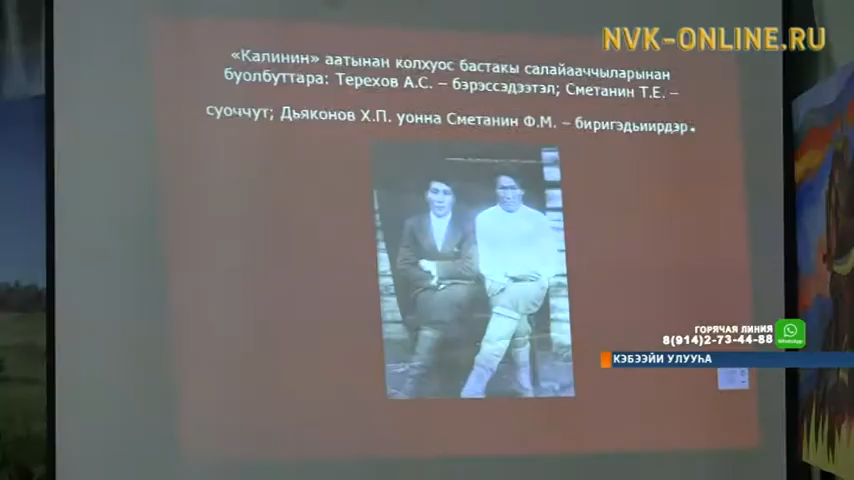 NVK-ONLINE.RU
«Калинин» аатынан колхуос бастакы салайааччыларынан
буолбуттара: Терехов А.С. – бэрэссэдээтэл; Сметанин Т.Е. –
суоччут; Дьяконов Х.П. уонна Сметанин Ф.М. – биригэдьиирдэр.
ГОРЯЧАЯ ЛИНИЯ
8(914)2-73-44-88
WhatsApp
КЭБЭЭЙИ УЛУУҺА